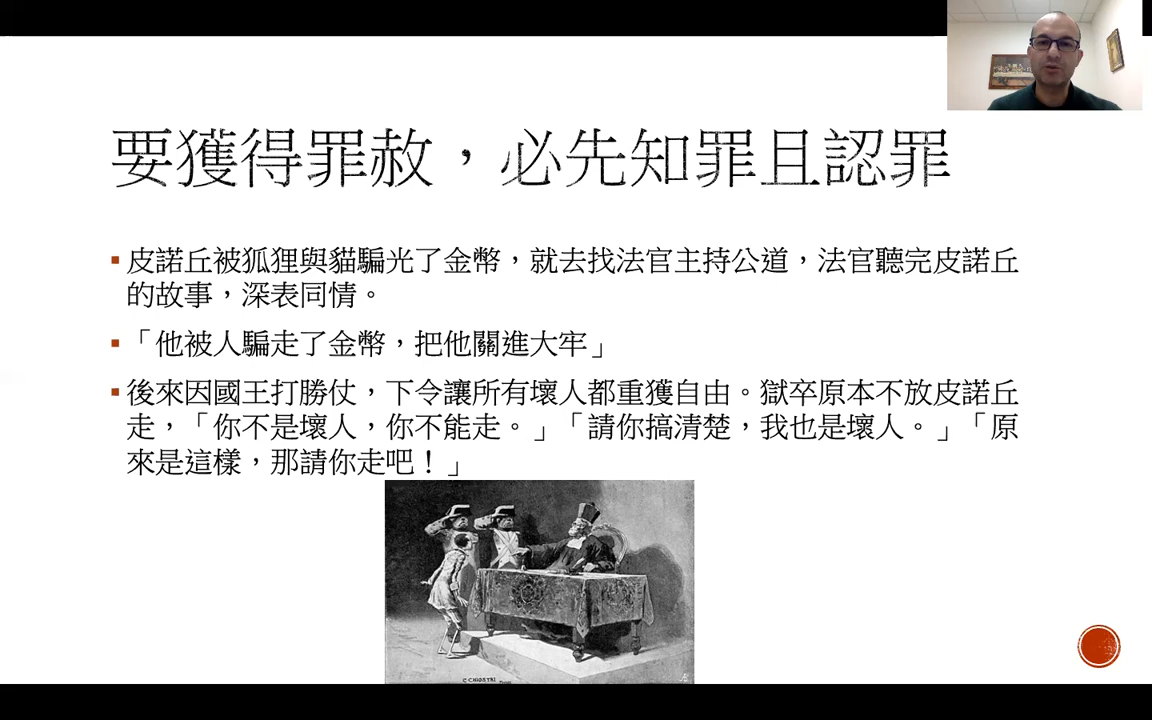 要獲得罪赦，必先知罪且認罪
▪皮諾丘被狐狸與貓騙光了金幣，就去找法官主持公道，法官聽完皮諾丘
的故事，深表同情。
▪「他被人騙走了金幣，把他關進大牢」
▪後來因國王打勝仗，下令讓所有壞人都重獲自由。獄卒原本不放皮諾丘
走，「你不是壞人，你不能走。」「請你搞清楚，我也是壞人。」「原
來是這樣，那請你走吧！」
C CHIOSTRI